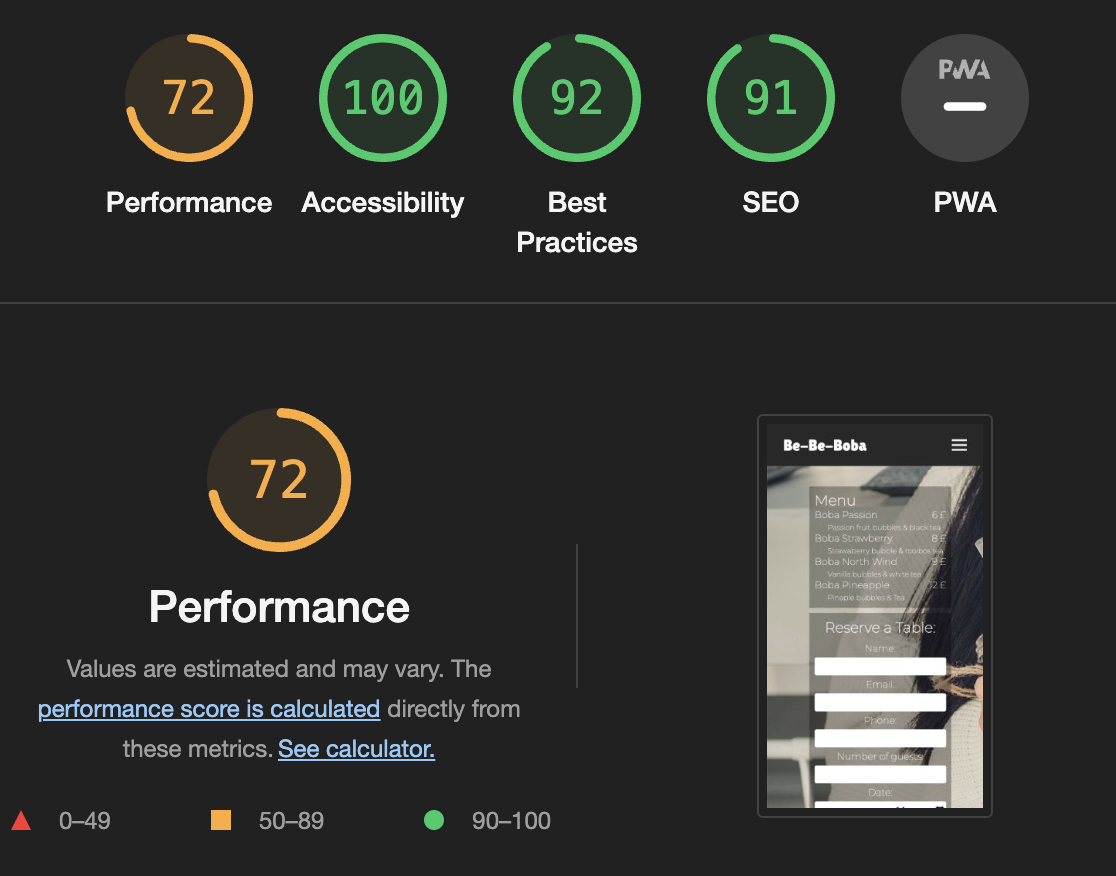 72
100
92
91
PWA
Performance
Accessibility
Best
Practices
SEO
PWA
72
Performance
Values are estimated and may vary. The
performance score is calculated directly from
these metrics. See calculator.
0–49
50–89
90–100
Be-Be-Boba
Menu
Boba Passion 6 £
Passion fruit bubbles & black tea
Boba Strawberry 8 £
Strawaberry bubble & rooibos tea
Boba North Wind 9 £
Vanilla bubbles & white tea
Boba Pineapple 12 £
Pinaple bubbles & Tea
Reserve a Table:
Name:
Email:
Phone:
Number of guests:
Date: